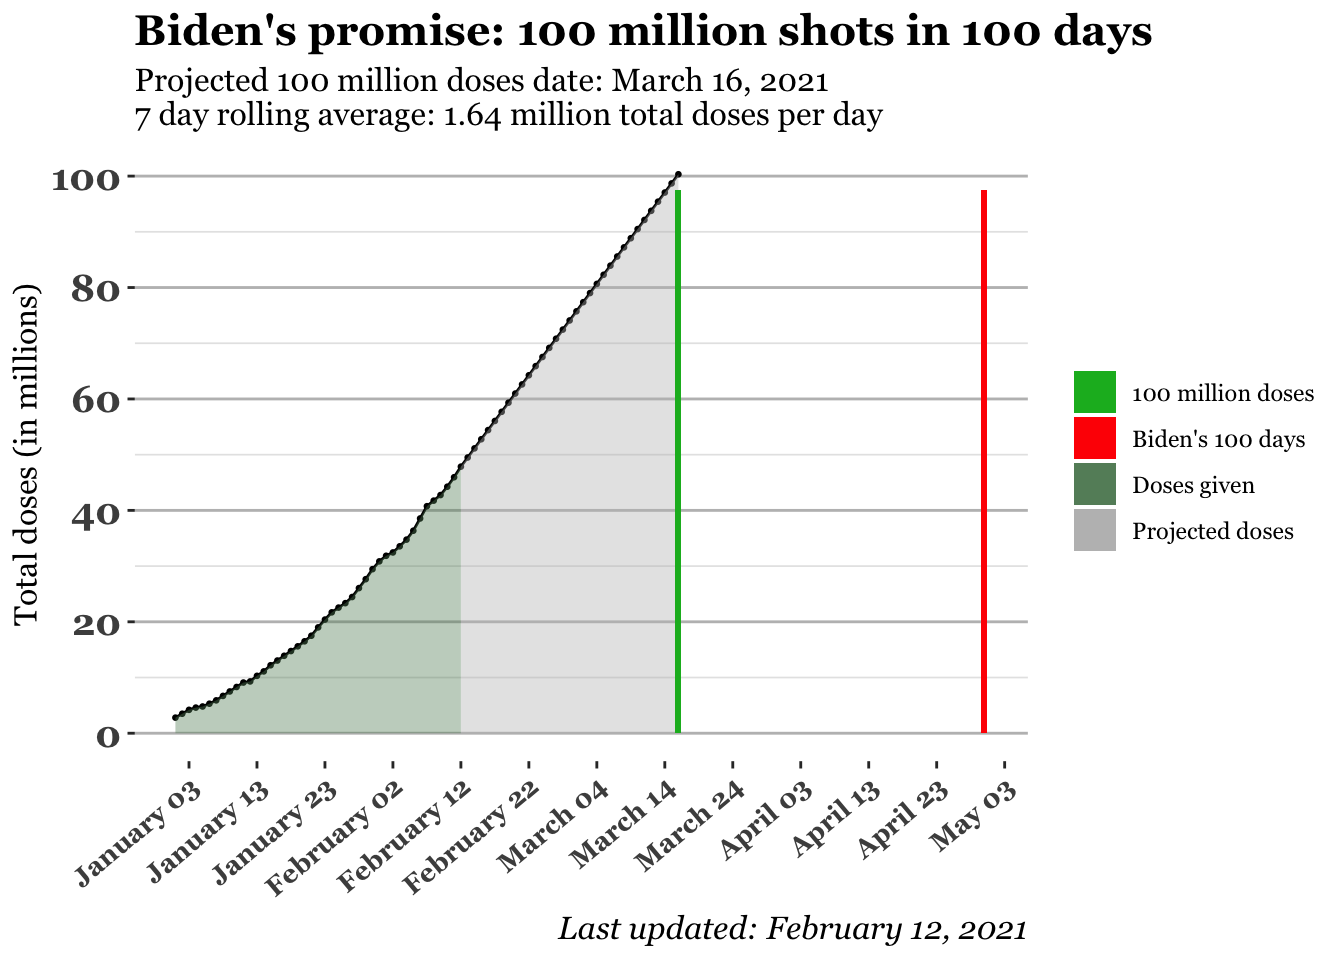 Biden's promise: 100 million shots in 100 days
Projected 100 million doses date: March 16, 2021
7 day rolling average: 1.64 million total doses per day
Total doses (in millions)
100
80
60
40
20
0
January 03
January 13
January 23
February 02
February 12
February 22
March 04
March 14
March 24
April 03
April 13
April 23
May 03
100 million doses
Biden's 100 days
Doses given
Projected doses
Last updated: February 12, 2021